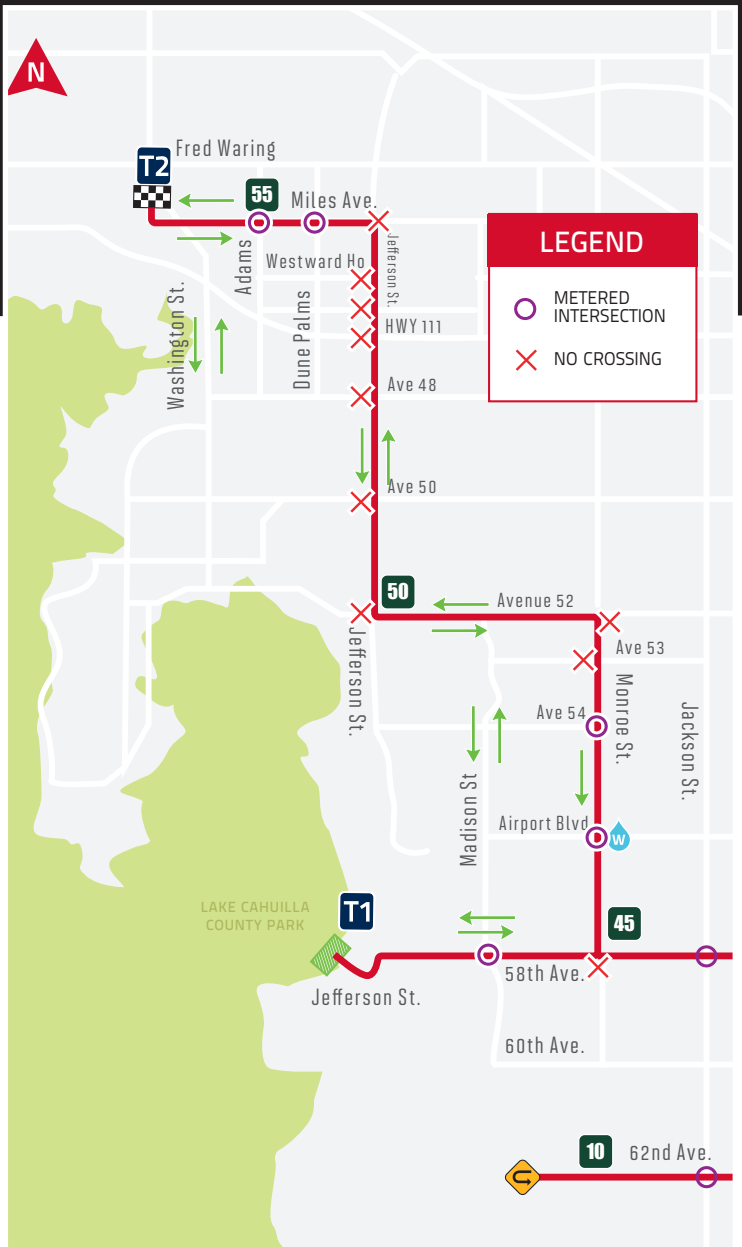 N
Fred Waring
T2
55
Miles Ave.
Adams
Jefferson St.
LEGEND
METERED
INTERSECTION
NO CROSSING
Westward Ho
Washington St.
Dune Palms
HWY 111
Ave 48
Ave 50
50
Avenue 52
Jefferson St.
Ave 53
Monroe St.
Ave 54
Jackson St.
Madison St
Airport Blvd
W
LAKE CAHUILLA
COUNTY PARK
T1
45
58th Ave.
Jefferson St.
60th Ave.
10
62nd Ave.